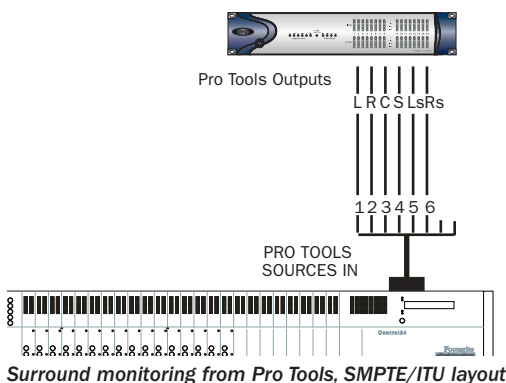 Pro Tools Outputs
L R C S Ls Rs
1 2 3 4 5 6
PRO TOOLS
SOURCES IN
Control24
Focusrite
Surround monitoring from Pro Tools, SMPTE/ITU layout